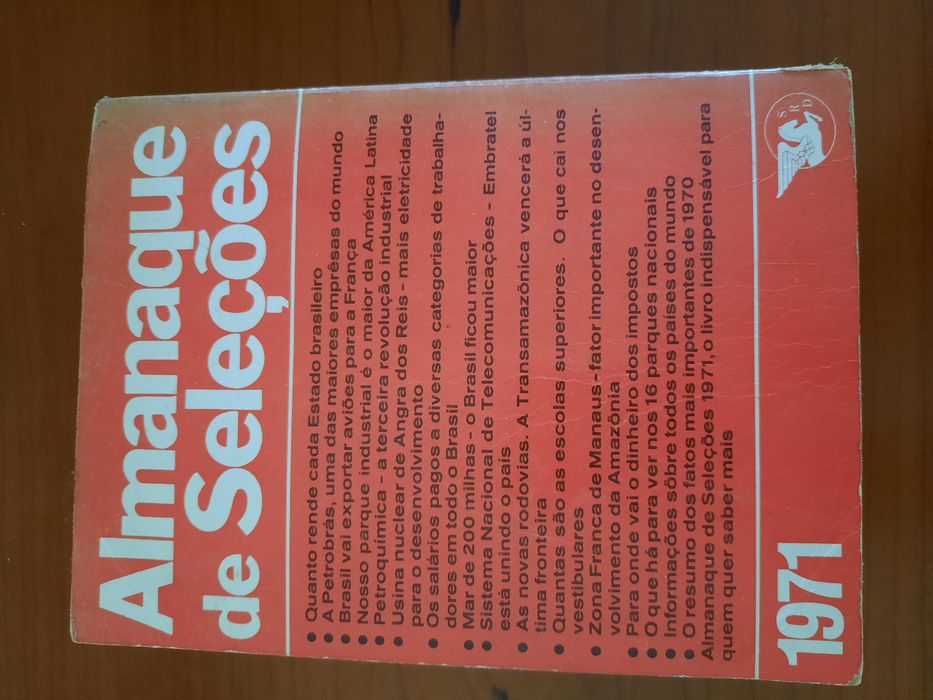 Almanaque
de Seleções
● Quanto rende cada Estado brasileiro
● A Petrobrás, uma das maiores emprêsas do mundo
● Brasil vai exportar aviões para a França
● Nosso parque industrial é o maior da América Latina
● Petroquímica - a terceira revolução industrial
● Usina nuclear de Angra dos Reis - mais eletricidade
para o desenvolvimento
● Os salários pagos a diversas categorias de trabalha-
dores em todo o Brasil
● Mar de 200 milhas - o Brasil ficou maior
● Sistema Nacional de Telecomunicações - Embratel
está unindo o país
● As novas rodovias. A Transamazônica vencerá a úl-
tima fronteira
● Quantas são as escolas superiores. O que cai nos
vestibulares
● Zona Franca de Manaus - fator importante no desen-
volvimento da Amazônia
● Para onde vai o dinheiro dos impostos
● O que há para ver nos 16 parques nacionais
● Informações sôbre todos os países do mundo
● O resumo dos fatos mais importantes de 1970
Almanaque de Seleções 1971, o livro indispensável para
quem quer saber mais
1971
S R D